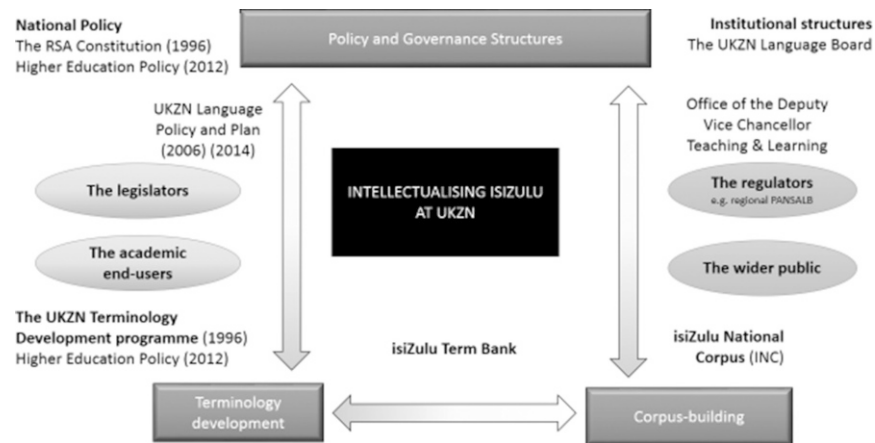 National Policy
The RSA Constitution (1996)
Higher Education Policy (2012)
Policy and Governance Structures
Institutional structures
The UKZN Language Board
UKZN Language
Policy and Plan
(2006) (2014)
Office of the Deputy
Vice Chancellor
Teaching & Learning
The legislators
INTELLECTUALISING ISIZULU
AT UKZN
The regulators
e.g. regional PANSALB
The academic
end-users
The wider public
The UKZN Terminology
Development programme (1996)
Higher Education Policy (2012)
isiZulu Term Bank
isiZulu National
Corpus (INC)
Terminology
development
Corpus-building